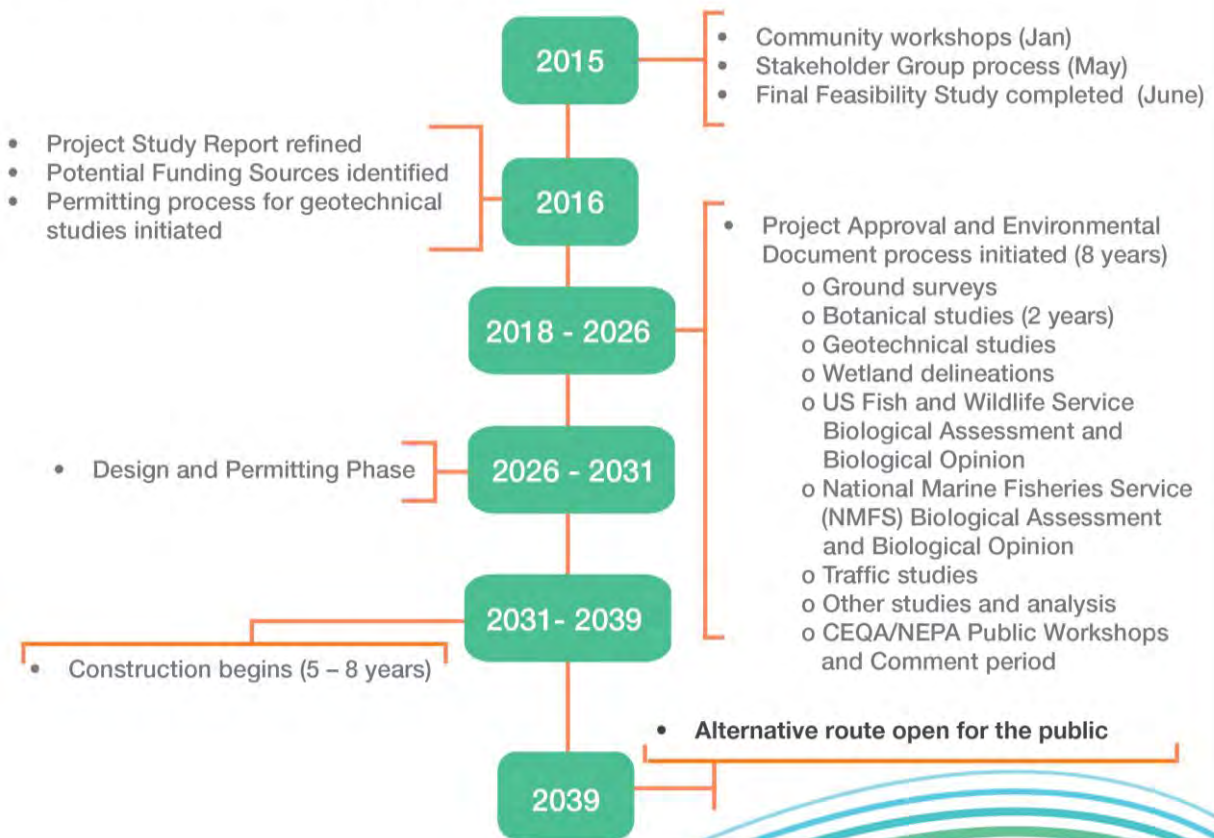 2015
• Community workshops (Jan)
• Stakeholder Group process (May)
• Final Feasibility Study completed (June)
• Project Study Report refined
• Potential Funding Sources identified
• Permitting process for geotechnical
studies initiated
2016
2018 - 2026
• Project Approval and Environmental
Document process initiated (8 years)
o Ground surveys
o Botanical studies (2 years)
o Geotechnical studies
o Wetland delineations
o US Fish and Wildlife Service
Biological Assessment and
Biological Opinion
o National Marine Fisheries Service
(NMFS) Biological Assessment
and Biological Opinion
o Traffic studies
o Other studies and analysis
o CEQA/NEPA Public Workshops
and Comment period
• Design and Permitting Phase
2026 - 2031
2031- 2039
• Construction begins (5 – 8 years)
• Alternative route open for the public
2039